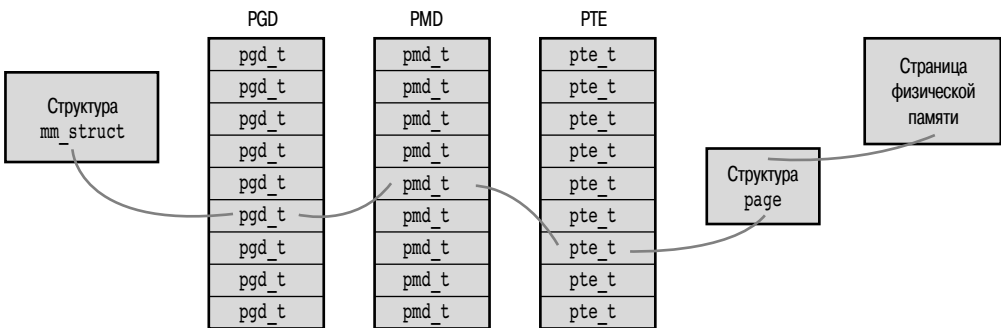 PGD
PMD
PTE
Структура
mm_struct
pgd_t
pgd_t
pgd_t
pgd_t
pgd_t
pgd_t
pgd_t
pgd_t
pgd_t
pmd_t
pmd_t
pmd_t
pmd_t
pmd_t
pmd_t
pmd_t
pmd_t
pmd_t
pte_t
pte_t
pte_t
pte_t
pte_t
pte_t
pte_t
pte_t
pte_t
Структура
page
Страница
физической
памяти